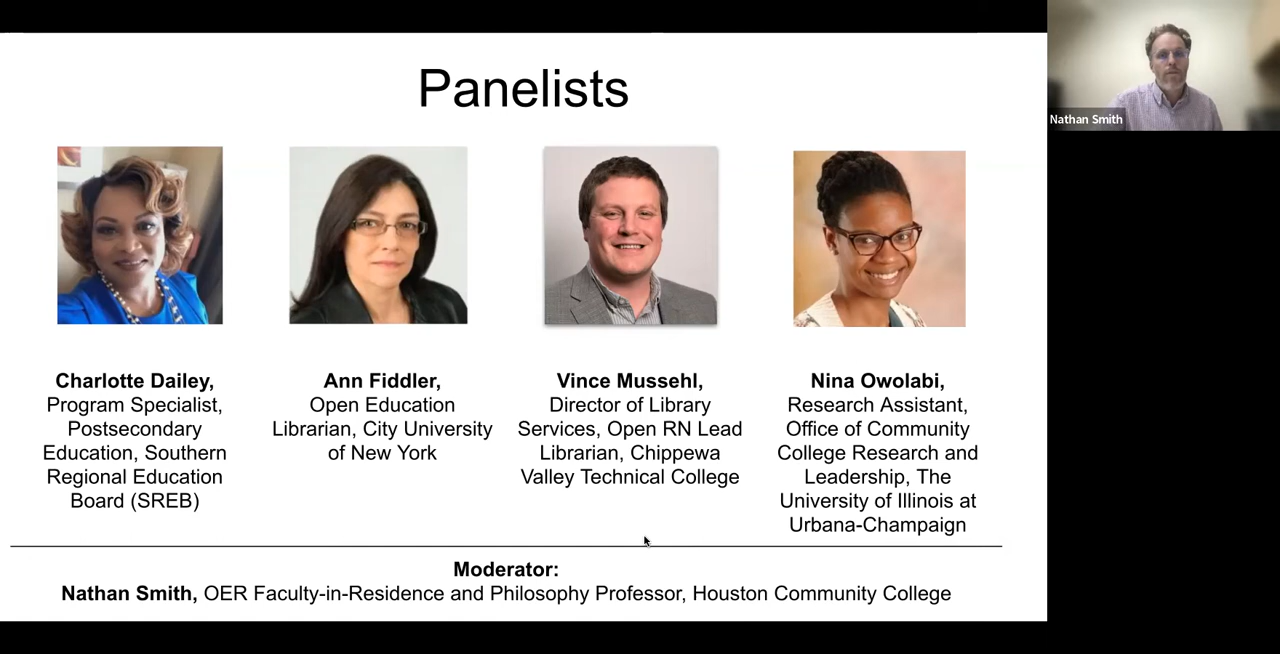 Panelists
Nathan Smith
Charlotte Dailey,
Program Specialist,
Postsecondary
Education, Southern
Regional Education
Board (SREB)
Ann Fiddler,
Open Education
Librarian, City University
of New York
Vince Mussehl,
Director of Library
Services, Open RN Lead
Librarian, Chippewa
Valley Technical College
Nina Owolabi,
Research Assistant,
Office of Community
College Research and
Leadership, The
University of Illinois at
Urbana-Champaign
Moderator:
Nathan Smith, OER Faculty-in-Residence and Philosophy Professor, Houston Community College